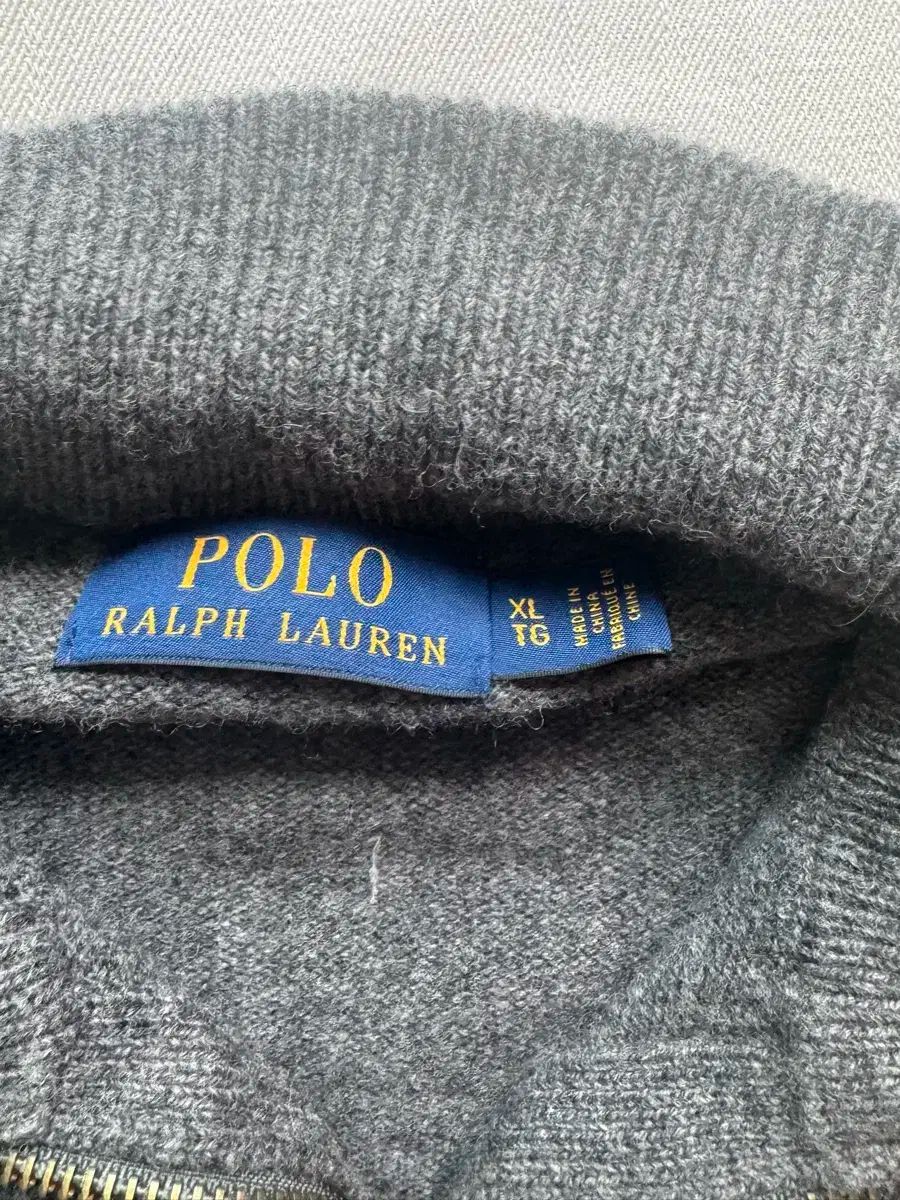 POLO
RALPH LAUREN
XL
TG
MADE IN
CHINA
FABRIQUÉ EN
CHINE